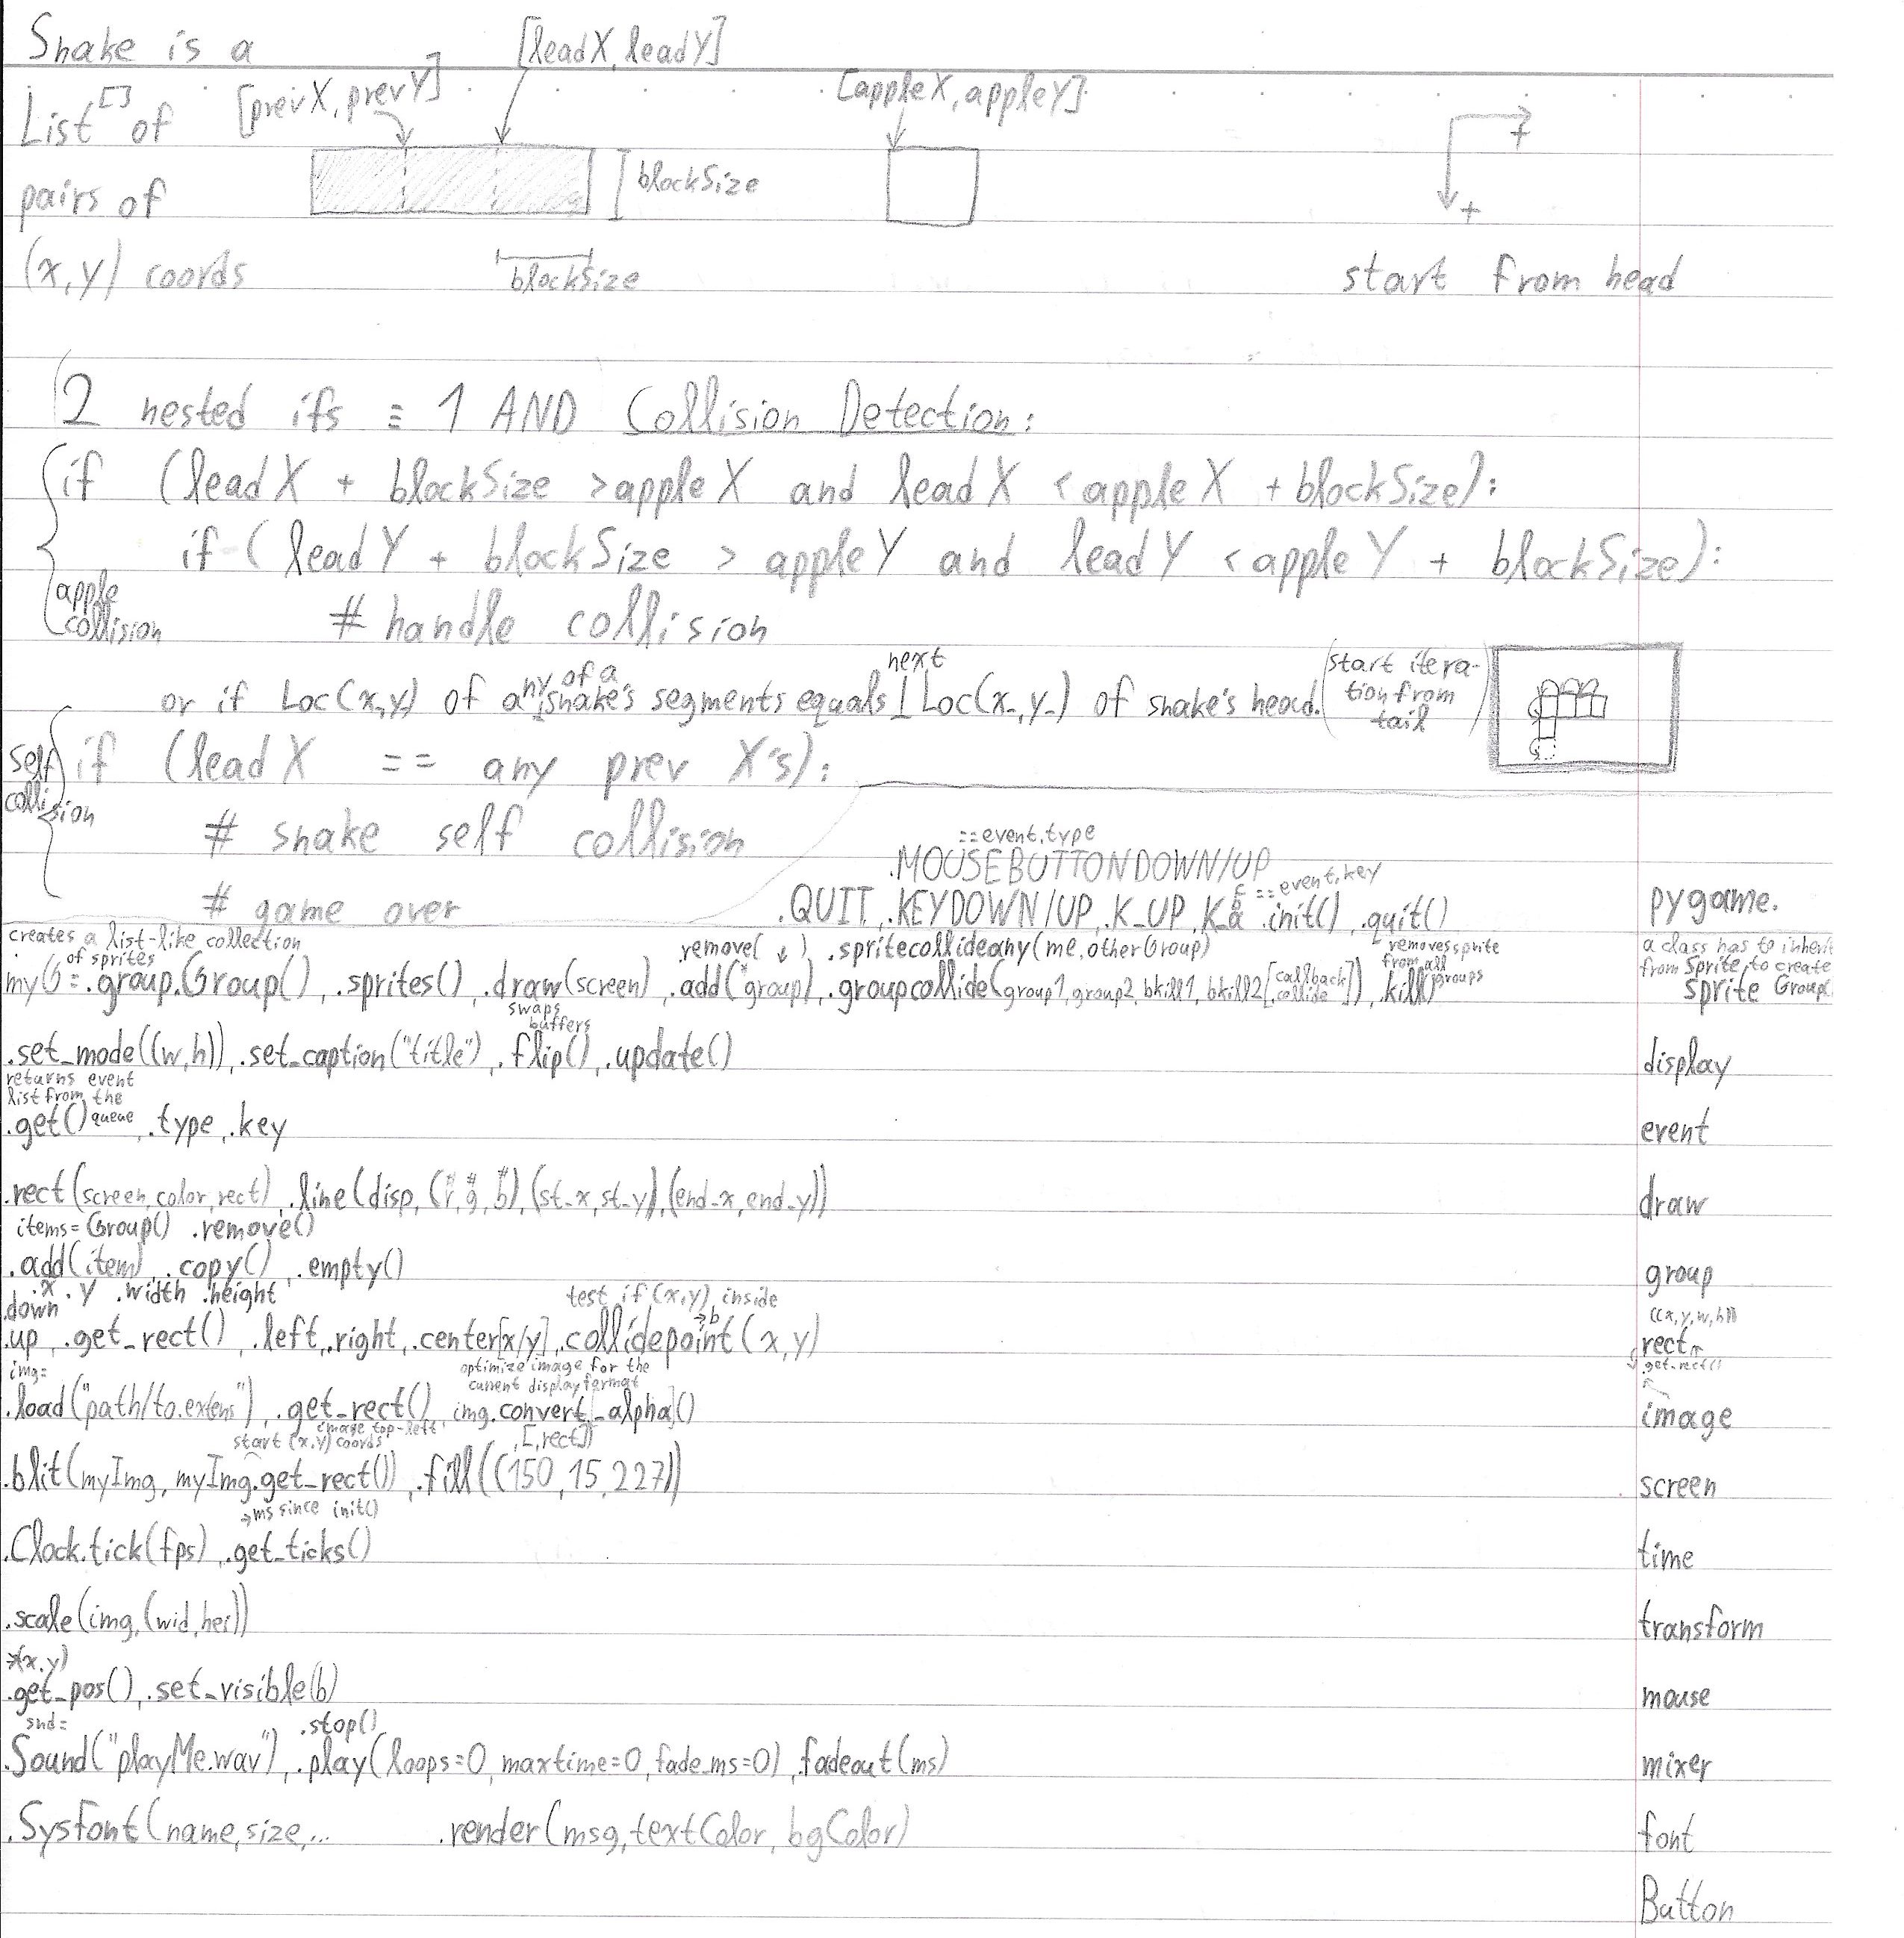 Snake is a
[leadX, leadY]
List [] of
[prevX, prevY]
[appleX, appleY]
+
pairs of
blockSize
+
(x, y) coords
blockSize
start from head
2 nested ifs ≡ 1 AND Collision Detection:
if (leadX + blockSize > appleX and leadX < appleX + blockSize):
if (leadY + blockSize > appleY and leadY < appleY + blockSize):
apple collision
# handle collision
or if Loc(x,y) of any of a snake's segments equals next Loc(x_,y_) of snake's head. (start iteration from tail)
self collision
if (leadX == any prev X's):
# snake self collision
# game over
== event.type
.MOUSEBUTTONDOWN/UP
== event.key
.QUIT, .KEYDOWN/UP, .K_UP, K_a .init(), .quit()
pygame.
creates a list-like collection of sprites
remove( ↓ ), .spritecollideany(me, otherGroup)
removes sprite from all groups
a class has to inherit from Sprite to create Group
myG = .group.Group(), .sprites(), .draw(screen), .add(group), .groupcollide(group1, group2, bkill1, bkill2[, callback collide]), .kill()
sprite
swaps buffers
.set_mode((w,h)), .set_caption("title"), .flip(), .update()
display
returns event list from the queue
.get(), .type, .key
event
.rect(screen, color, rect), .line(disp, (r, g, b), (st-x, st-y), (end-x, end-y))
draw
items = Group() .remove()
.add(item), .copy(), .empty()
group
.x .y .width .height
.down
test if (x,y) inside
→b
((x, y, w, h))
.up, .get_rect(), .left, .right, .center[x/y], .collidepoint(x, y)
rect
.get_rect()
img=
optimize image for the current display format
.load("path/to.extens"), .get_rect(), img.convert[_alpha]()
image
image top-left
start (x,y) coords
[,rect])
.blit(myImg, myImg.get_rect()), .fill((150, 15, 227))
screen
→ms since init()
.Clock.tick(fps), .get_ticks()
time
.scale(img, (wid, hei))
transform
→(x, y)
.get_pos(), .set_visible(b)
mouse
snd=
.stop()
.Sound("playMe.wav"), .play(loops=0, maxtime=0, fade_ms=0), .fadeout(ms)
mixer
.SysFont(name, size, ...
.render(msg, textColor, bgColor)
font
Button